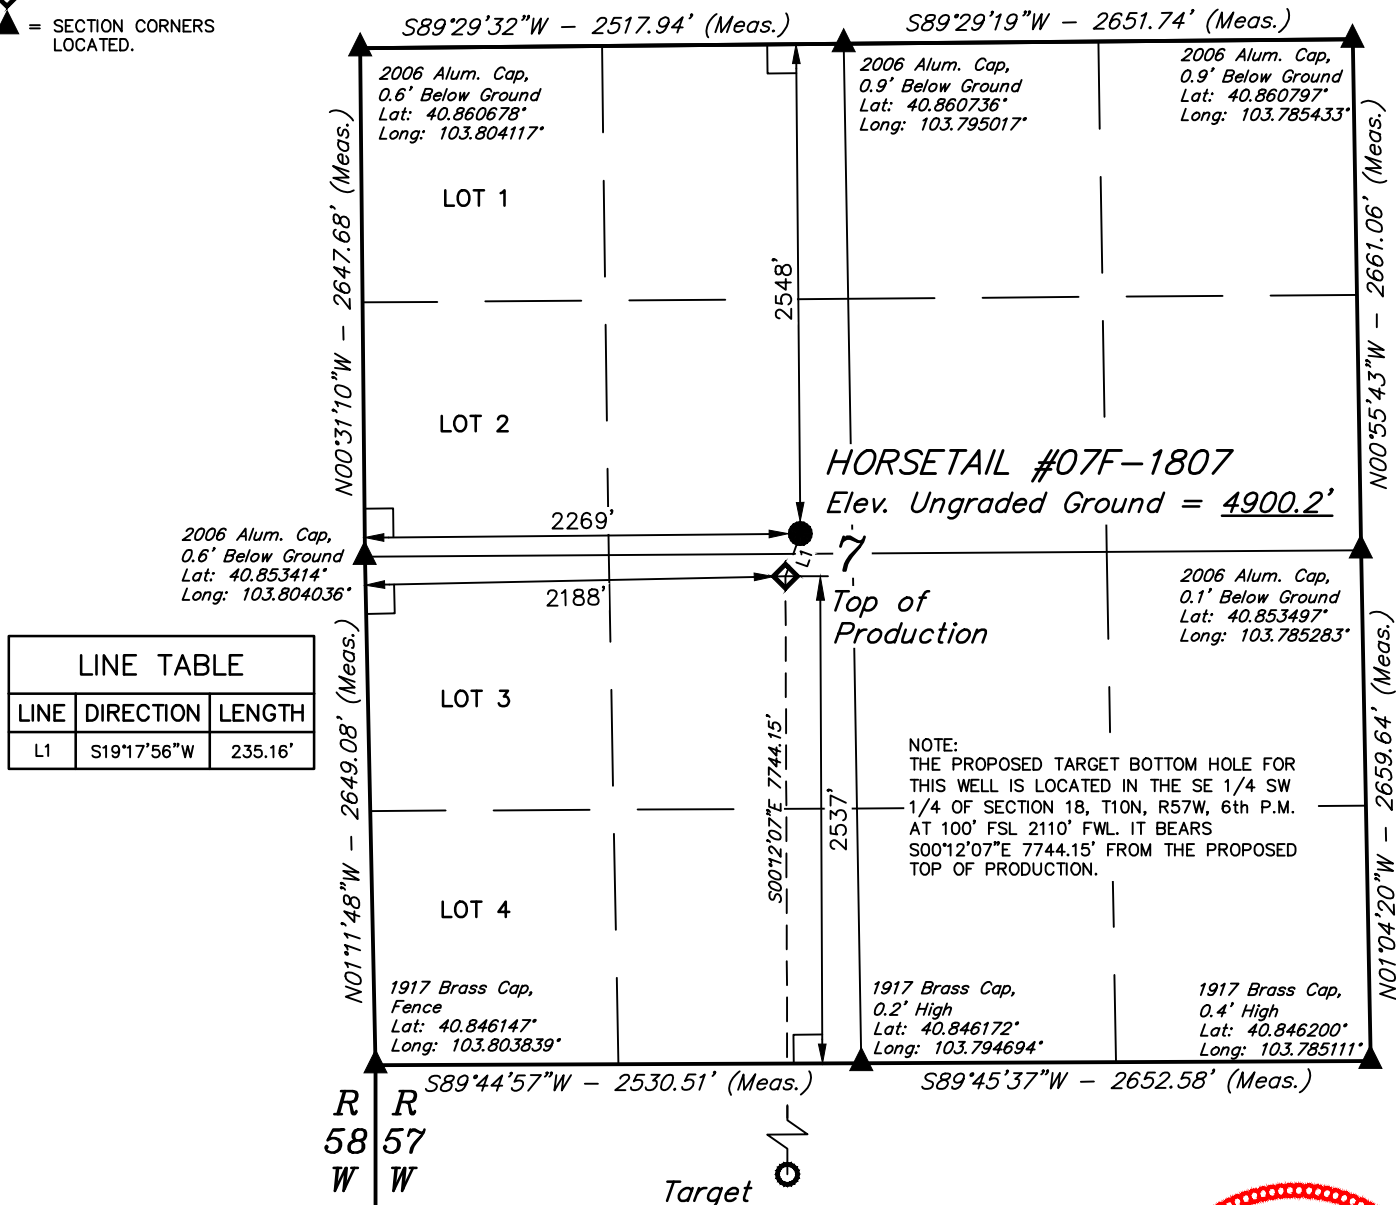 = SECTION CORNERS
LOCATED.
S89°29'32"W - 2517.94' (Meas.)
S89°29'19"W - 2651.74' (Meas.)
2006 Alum. Cap,
0.6' Below Ground
Lat: 40.860678°
Long: 103.804117°
2006 Alum. Cap,
0.9' Below Ground
Lat: 40.860736°
Long: 103.795017°
2006 Alum. Cap,
0.9' Below Ground
Lat: 40.860797°
Long: 103.785433°
N00°31'10"W - 2647.68' (Meas.)
LOT 1
2548'
N00°55'43"W - 2661.06' (Meas.)
LOT 2
HORSETAIL #07F-1807
Elev. Ungraded Ground = 4900.2'
2269'
2006 Alum. Cap,
0.6' Below Ground
Lat: 40.853414°
Long: 103.804036°
L1
7
2188'
Top of
Production
2006 Alum. Cap,
0.1' Below Ground
Lat: 40.853497°
Long: 103.785283°
LINE TABLE
LINE DIRECTION LENGTH
L1 S19°17'56"W 235.16'
N01°11'48"W - 2649.08' (Meas.)
LOT 3
S00°12'07"E 7744.15'
2537'
NOTE:
THE PROPOSED TARGET BOTTOM HOLE FOR
THIS WELL IS LOCATED IN THE SE 1/4 SW
1/4 OF SECTION 18, T10N, R57W, 6th P.M.
AT 100' FSL 2110' FWL. IT BEARS
S00°12'07"E 7744.15' FROM THE PROPOSED
TOP OF PRODUCTION.
N01°04'20"W - 2659.64' (Meas.)
LOT 4
1917 Brass Cap,
Fence
Lat: 40.846147°
Long: 103.803839°
1917 Brass Cap,
0.2' High
Lat: 40.846172°
Long: 103.794694°
1917 Brass Cap,
0.4' High
Lat: 40.846200°
Long: 103.785111°
S89°44'57"W - 2530.51' (Meas.)
S89°45'37"W - 2652.58' (Meas.)
R R
58 57
W W
Target